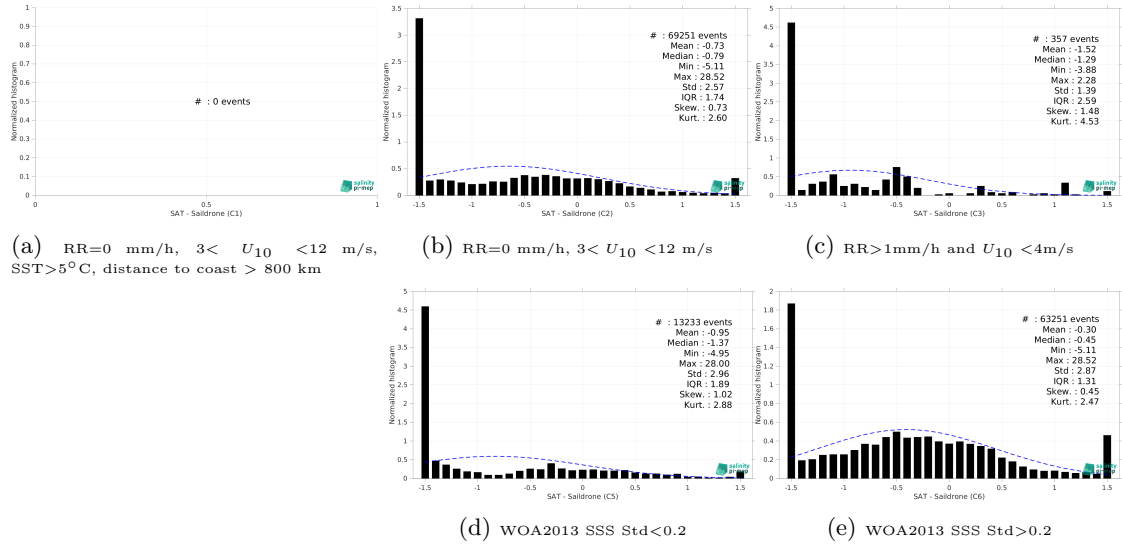 1
0.9
0.8
0.7
0.6
0.5
0.4
0.3
0.2
0.1
0
Normalized histogram
# : 0 events
0 0.5 1
SAT - Saildrone (C1)
salinity
pi-mep
(a) RR=0 mm/h, 3< U10 <12 m/s,
SST>5°C, distance to coast > 800 km
3.5
3
2.5
2
1.5
1
0.5
0
Normalized histogram
# : 69251 events
Mean : -0.73
Median : -0.79
Min : -5.11
Max : 28.52
Std : 2.57
IQR : 1.74
Skew. : 0.73
Kurt. : 2.60
-1.5 -1 -0.5 0 0.5 1 1.5
SAT - Saildrone (C2)
salinity
pi-mep
(b) RR=0 mm/h, 3< U10 <12 m/s
5
4.5
4
3.5
3
2.5
2
1.5
1
0.5
0
Normalized histogram
# : 357 events
Mean : -1.52
Median : -1.29
Min : -3.88
Max : 2.28
Std : 1.39
IQR : 2.59
Skew. : 1.48
Kurt. : 4.53
-1.5 -1 -0.5 0 0.5 1 1.5
SAT - Saildrone (C3)
salinity
pi-mep
(c) RR>1mm/h and U10 <4m/s
5
4.5
4
3.5
3
2.5
2
1.5
1
0.5
0
Normalized histogram
# : 13233 events
Mean : -0.95
Median : -1.37
Min : -4.95
Max : 28.00
Std : 2.96
IQR : 1.89
Skew. : 1.02
Kurt. : 2.88
-1.5 -1 -0.5 0 0.5 1 1.5
SAT - Saildrone (C5)
salinity
pi-mep
(d) WOA2013 SSS Std<0.2
2
1.8
1.6
1.4
1.2
1
0.8
0.6
0.4
0.2
0
Normalized histogram
# : 63251 events
Mean : -0.30
Median : -0.45
Min : -5.11
Max : 28.52
Std : 2.87
IQR : 1.31
Skew. : 0.45
Kurt. : 2.47
-1.5 -1 -0.5 0 0.5 1 1.5
SAT - Saildrone (C6)
salinity
pi-mep
(e) WOA2013 SSS Std>0.2